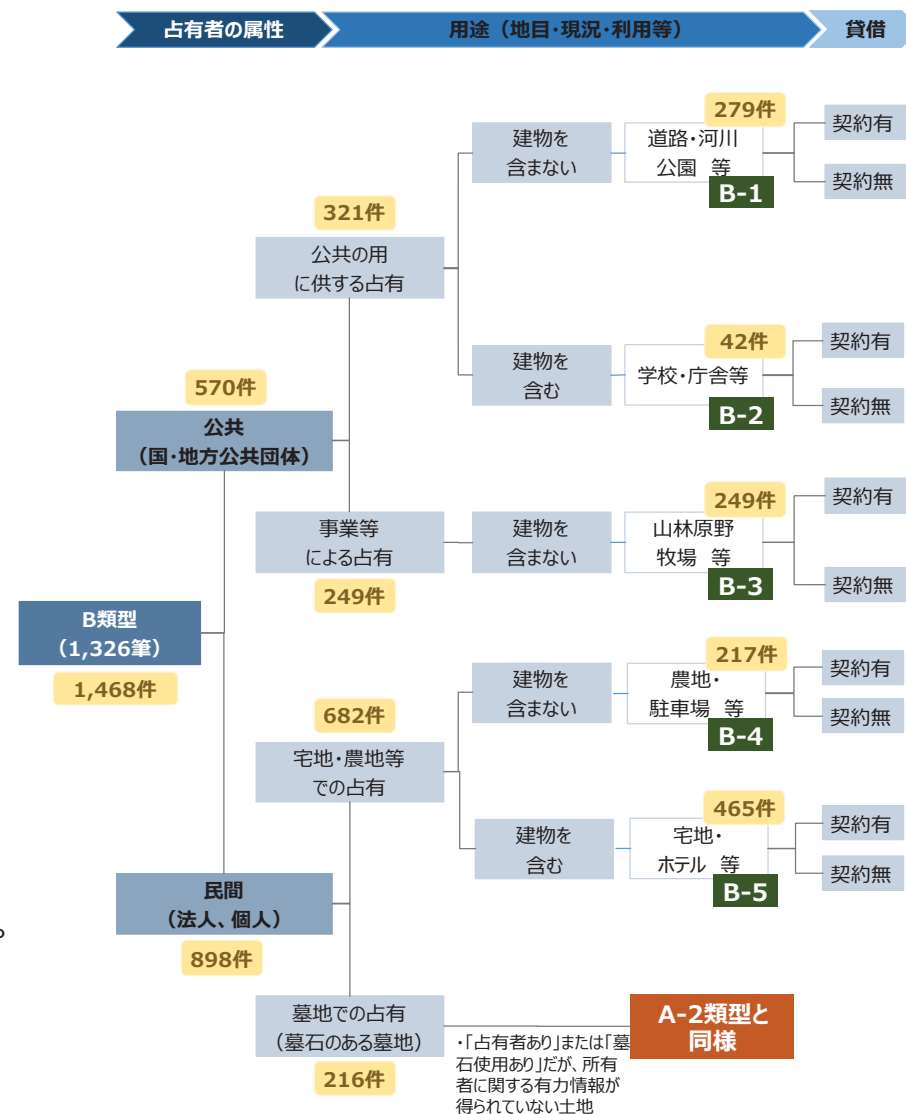 占有者の属性
用途（地目・現況・利用等）
貸借
279件
建物を
含まない
道路・河川
公園 等
B-1
契約有
契約無
321件
公共の用
に供する占有
42件
建物を
含む
学校・庁舎等
B-2
契約有
契約無
570件
公共
（国・地方公共団体）
249件
事業等
による占有
249件
建物を
含まない
山林原野
牧場 等
B-3
契約有
契約無
B類型
（1,326筆）
1,468件
217件
建物を
含まない
農地・
駐車場 等
B-4
契約有
契約無
682件
宅地・農地等
での占有
465件
建物を
含む
宅地・
ホテル 等
B-5
契約有
契約無
民間
（法人、個人）
898件
。
墓地での占有
（墓石のある墓地）
216件
・「占有者あり」または「墓
石使用あり」だが、所有
者に関する有力情報が
得られていない土地
A-2類型と
同様